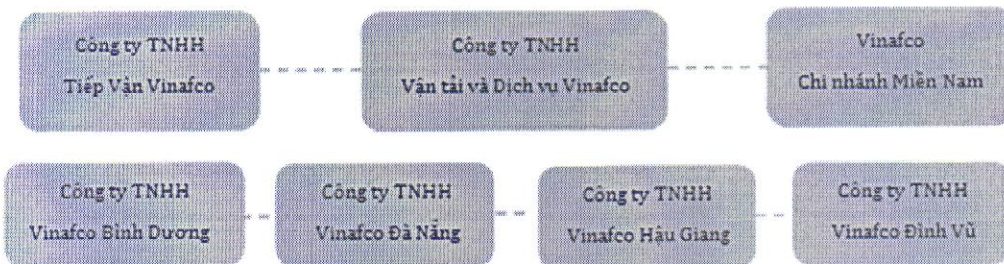 Công ty TNHH
Tiếp Vận Vinafco
Công ty TNHH
Vận tải và Dịch vu Vinafco
Vinafco
Chi nhánh Miền Nam
Công ty TNHH
Vinafco Bình Dương
Công ty TNHH
Vinafco Đà Nẵng
Công ty TNHH
Vinafco Hậu Giang
Công ty TNHH
Vinafco Đình Vũ